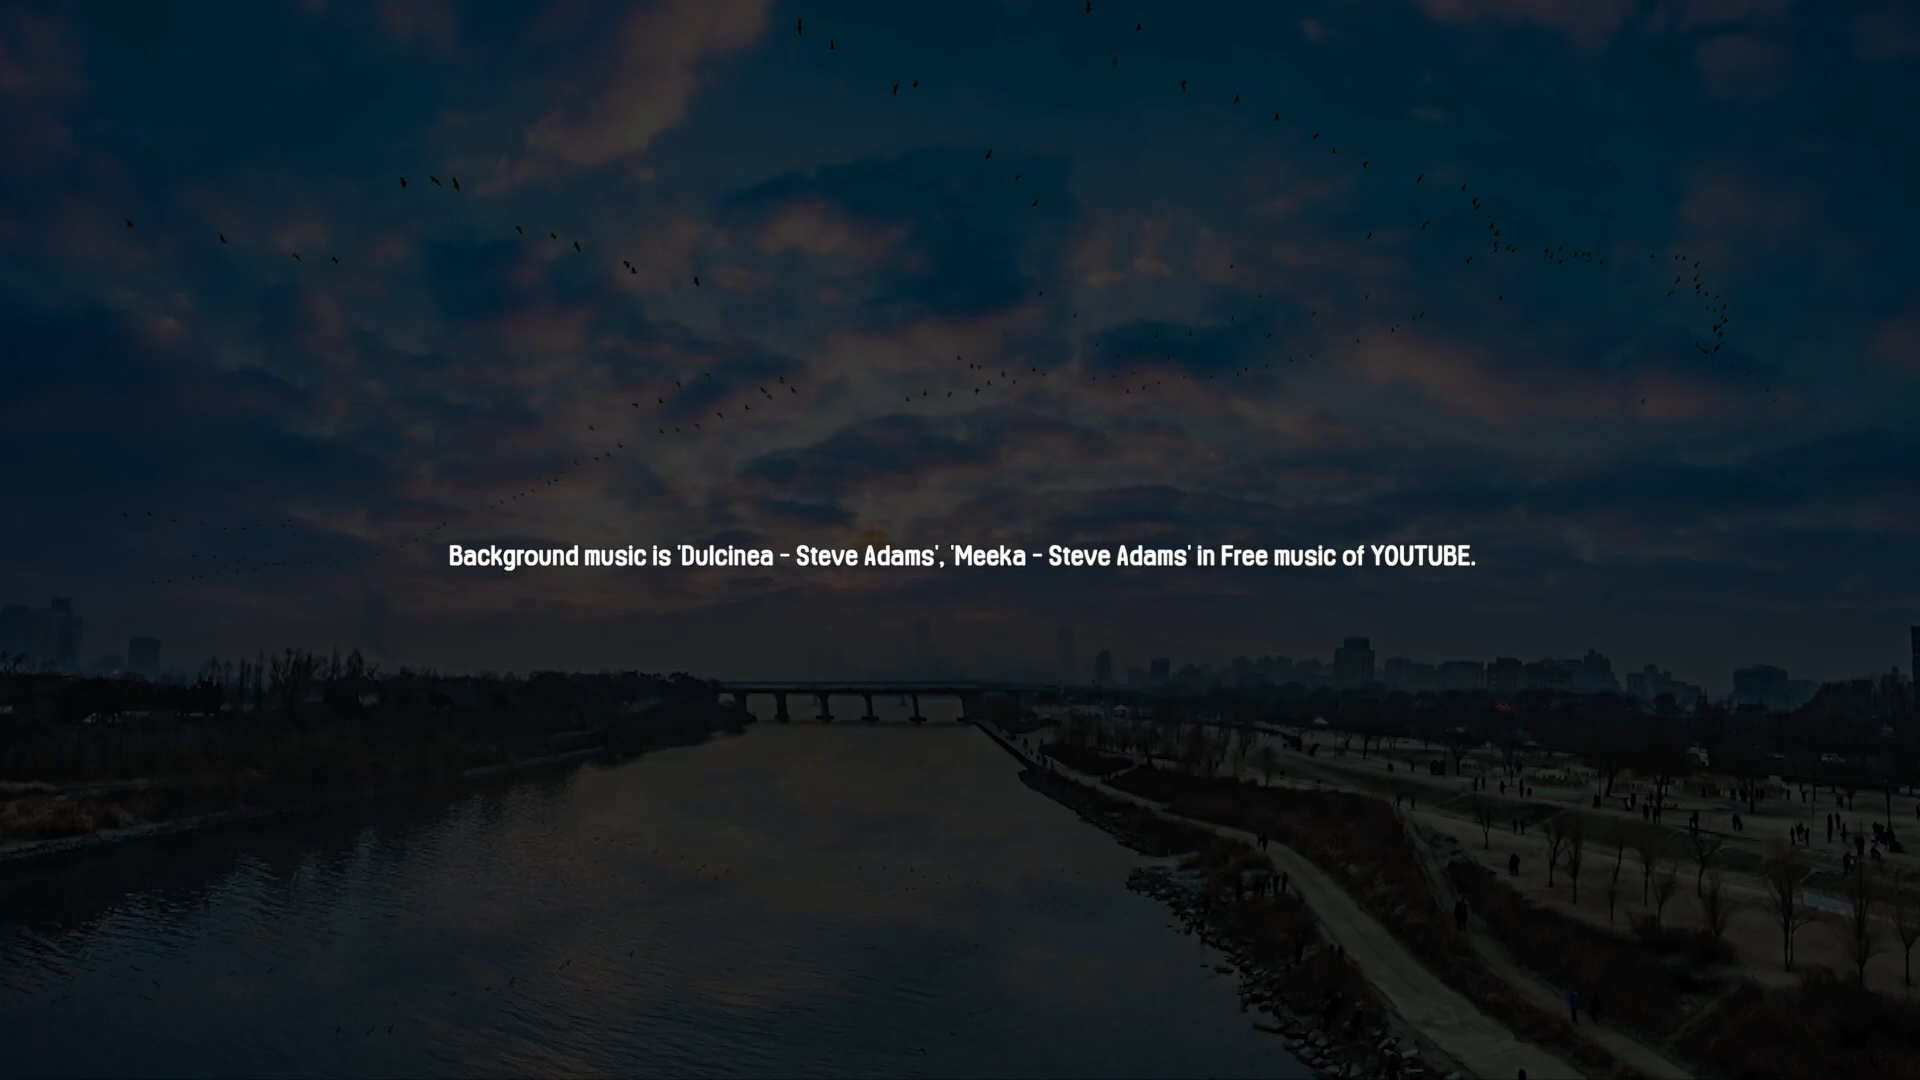 Background music is 'Dulcinea - Steve Adams', 'Meeka - Steve Adams' in Free music of YOUTUBE.